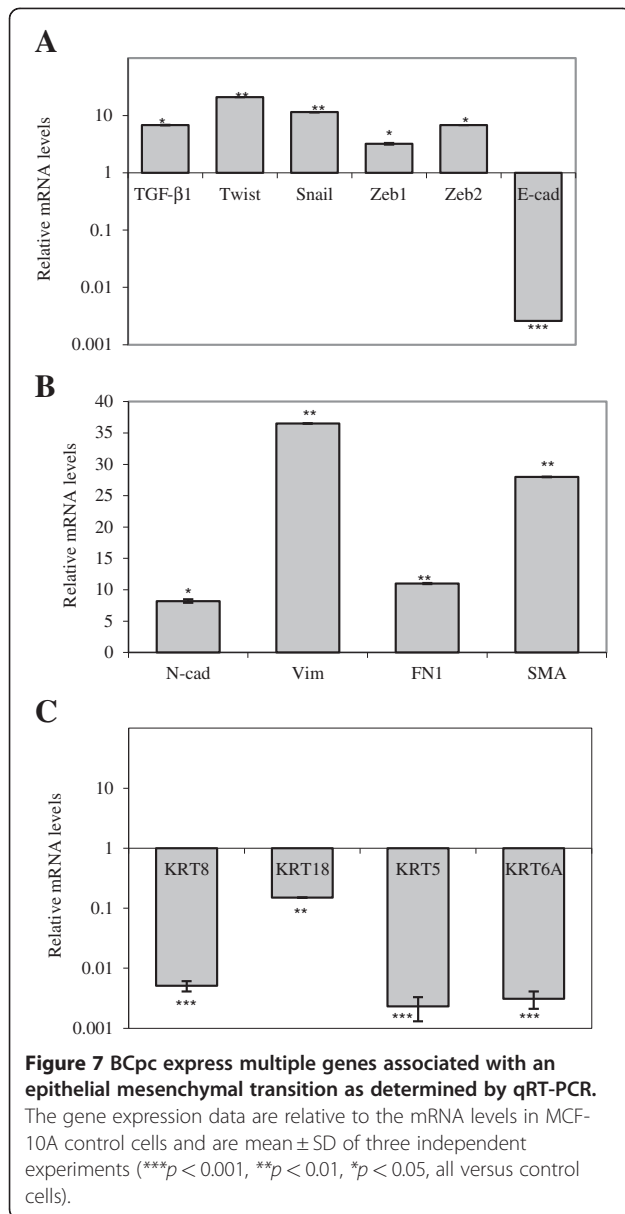 A
Relative mRNA levels
10
1
0.1
0.01
0.001
* ** ** * * ***
TGF-β1 Twist Snail Zeb1 Zeb2 E-cad
B
Relative mRNA levels
40
35
30
25
20
15
10
5
0
* ** ** **
N-cad Vim FN1 SMA
C
Relative mRNA levels
10
1
0.1
0.01
0.001
KRT8 KRT18 KRT5 KRT6A
*** ** *** ***
Figure 7 BCpc express multiple genes associated with an
epithelial mesenchymal transition as determined by qRT-PCR.
The gene expression data are relative to the mRNA levels in MCF-
10A control cells and are mean ± SD of three independent
experiments (***p < 0.001, **p < 0.01, *p < 0.05, all versus control
cells).